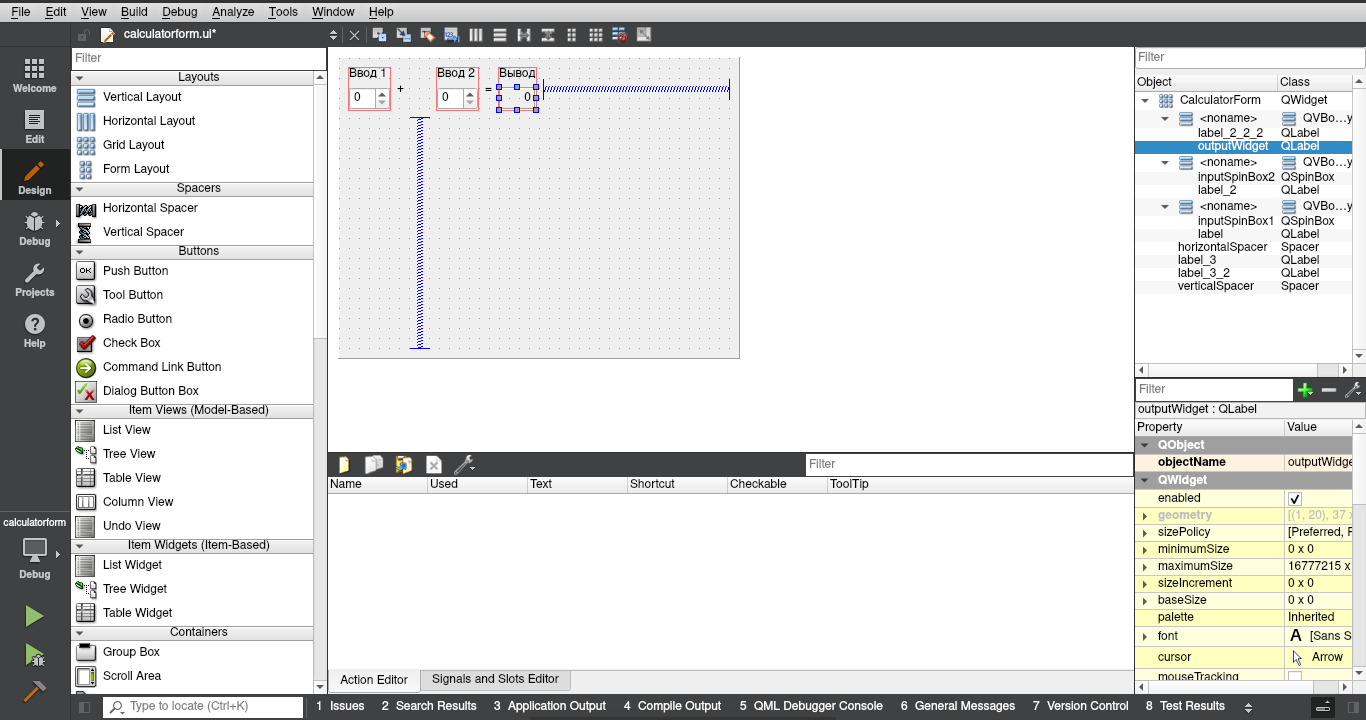 File Edit View Build Debug Analyze Tools Window Help
calculatorform.ui*
Welcome
Edit
Design
Debug
Projects
Help
calculatorform
Debug
Filter
Layouts
Vertical Layout
Horizontal Layout
Grid Layout
Form Layout
Spacers
Horizontal Spacer
Vertical Spacer
Buttons
Push Button
OK
Tool Button
Radio Button
Check Box
Command Link Button
Dialog Button Box
Item Views (Model-Based)
List View
Tree View
Table View
Column View
Undo View
Item Widgets (Item-Based)
List Widget
Tree Widget
Table Widget
Containers
Group Box
Scroll Area
Ввод 1 Ввод 2 Вывод
0 + 0 = 0
Filter
Name Used Text Shortcut Checkable ToolTip
Action Editor Signals and Slots Editor
Filter
Object Class
CalculatorForm QWidget
<noname> QVBo...y
label_2_2_2 QLabel
outputWidget QLabel
<noname> QVBo...y
inputSpinBox2 QSpinBox
label_2 QLabel
<noname> QVBo...y
inputSpinBox1 QSpinBox
label QLabel
horizontalSpacer Spacer
label_3 QLabel
label_3_2 QLabel
verticalSpacer Spacer
Filter
outputWidget : QLabel
Property Value
QObject
objectName outputWidge
QWidget
enabled
geometry [(1, 20), 37 x
sizePolicy [Preferred, F
minimumSize 0 x 0
maximumSize 16777215 x
sizeIncrement 0 x 0
baseSize 0 x 0
palette Inherited
font A [Sans S
cursor Arrow
mouseTracking
Type to locate (Ctrl+K) 1 Issues 2 Search Results 3 Application Output 4 Compile Output 5 QML Debugger Console 6 General Messages 7 Version Control 8 Test Results